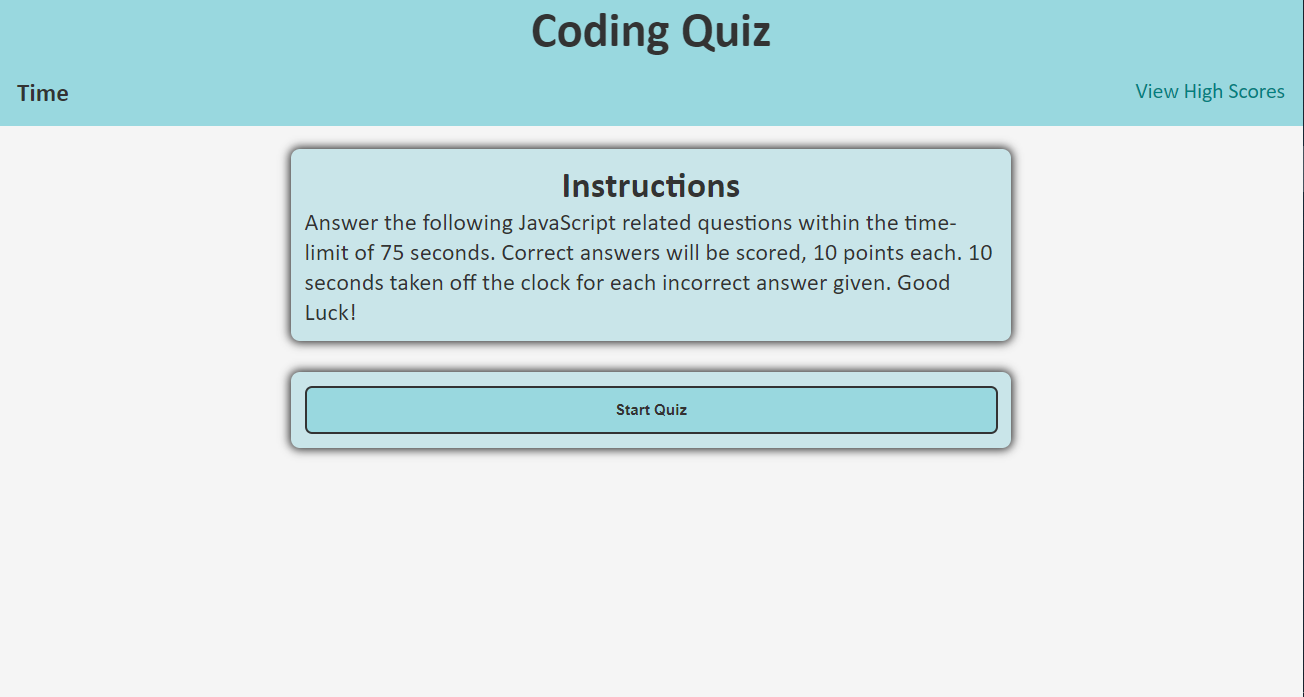 Coding Quiz
Time
View High Scores
Instructions
Answer the following JavaScript related questions within the time-
limit of 75 seconds. Correct answers will be scored, 10 points each. 10
seconds taken off the clock for each incorrect answer given. Good
Luck!
Start Quiz